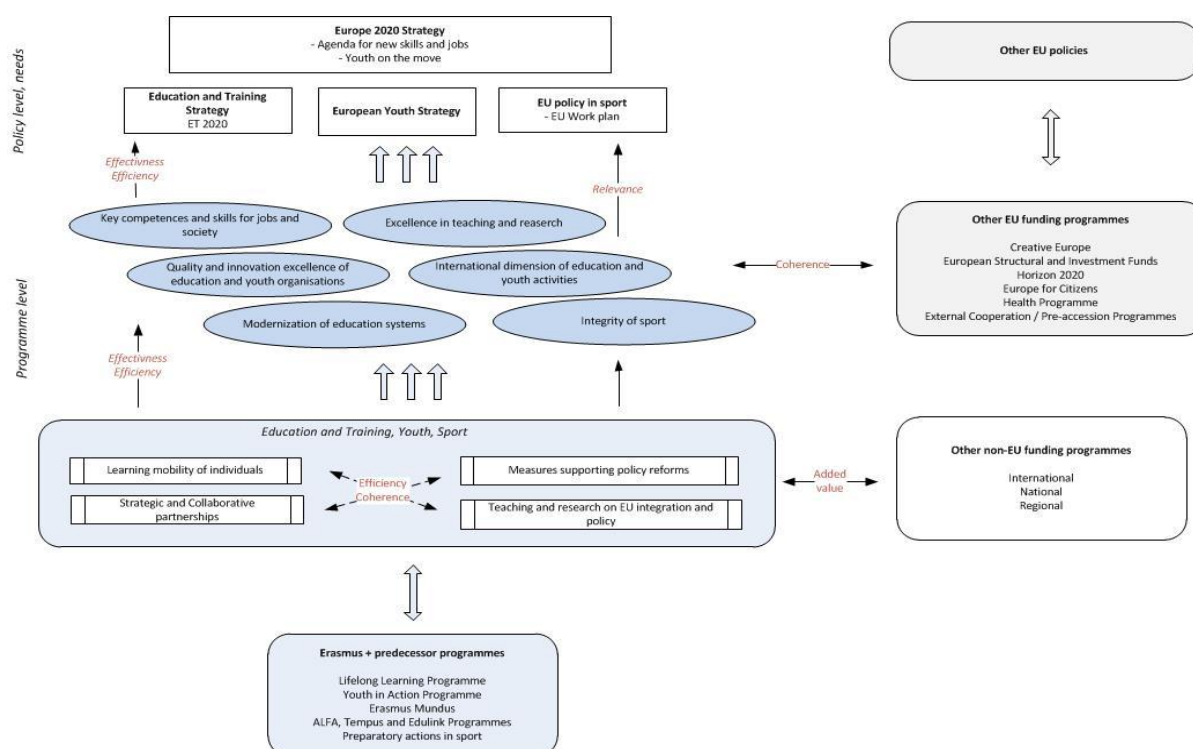 Europe 2020 Strategy
- Agenda for new skills and jobs
- Youth on the move
Other EU policies
Policy level, needs
Education and Training
Strategy
ET 2020
European Youth Strategy
EU policy in sport
- EU Work plan
Effectivness
Efficiency
Relevance
Key competences and skills for jobs and
society
Excellence in teaching and reaserch
Quality and innovation excellence of
education and youth organisations
International dimension of education and
youth activities
Modernization of education systems
Integrity of sport
Coherence
Other EU funding programmes
Creative Europe
European Structural and Investment Funds
Horizon 2020
Europe for Citizens
Health Programme
External Cooperation / Pre-accession Programmes
Programme level
Effectivness
Efficiency
Education and Training, Youth, Sport
Learning mobility of individuals
Strategic and Collaborative
partnerships
Efficiency
Coherence
Measures supporting policy reforms
Teaching and research on EU integration and
policy
Added
value
Other non-EU funding programmes
International
National
Regional
Erasmus + predecessor programmes
Lifelong Learning Programme
Youth in Action Programme
Erasmus Mundus
ALFA, Tempus and Edulink Programmes
Preparatory actions in sport